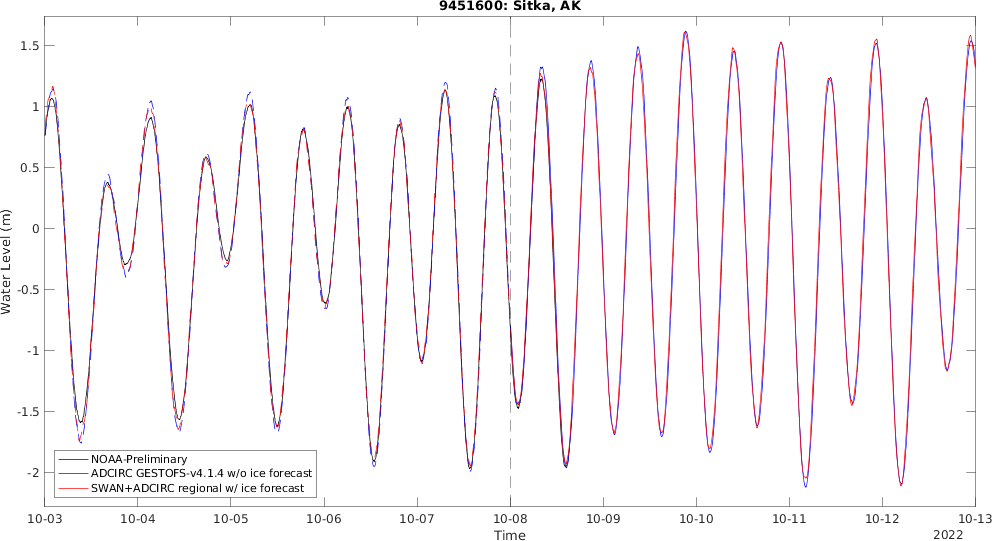 9451600: Sitka, AK
Water Level (m)
1.5
1
0.5
0
-0.5
-1
-1.5
-2
NOAA-Preliminary
ADCIRC GESTOFS-v4.1.4 w/o ice forecast
SWAN+ADCIRC regional w/ ice forecast
10-03 10-04 10-05 10-06 10-07 10-08 10-09 10-10 10-11 10-12 10-13
Time
2022